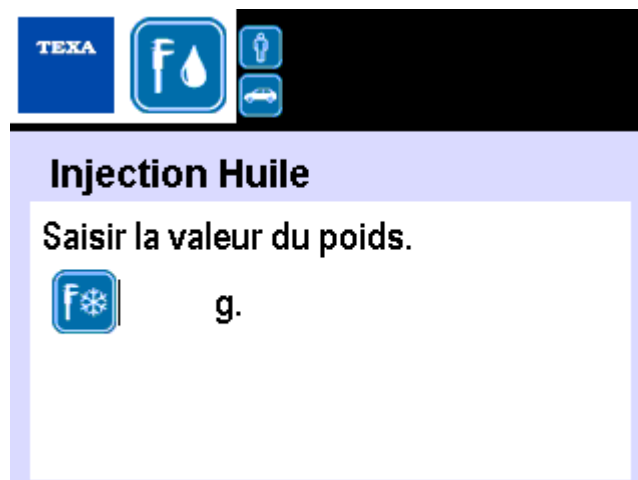 TEXA
Injection Huile
Saisir la valeur du poids.
g.